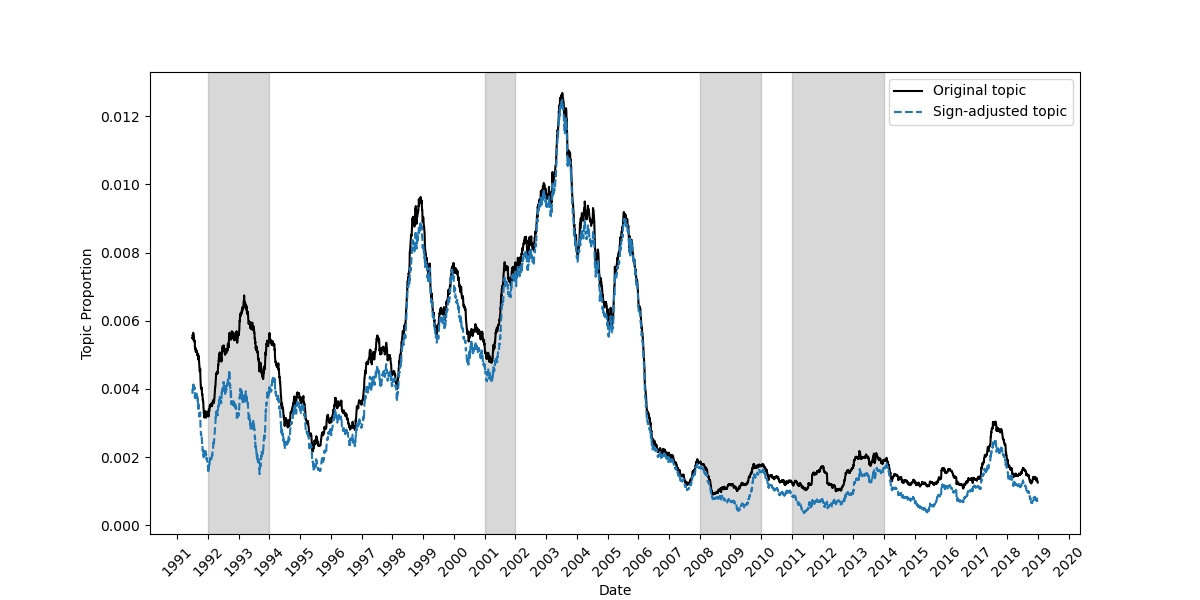 Original topic
Sign-adjusted topic
0.012
0.010
0.008
0.006
0.004
0.002
0.000
Topic Proportion
1991 1992 1993 1994 1995 1996 1997 1998 1999 2000 2001 2002 2003 2004 2005 2006 2007 2008 2009 2010 2011 2012 2013 2014 2015 2016 2017 2018 2019 2020
Date